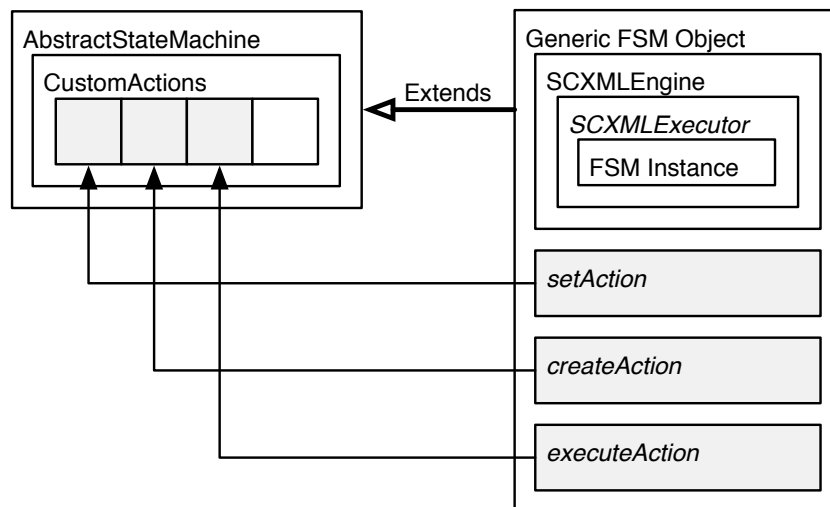 AbstractStateMachine
CustomActions
Extends
Generic FSM Object
SCXMLEngine
SCXMLExecutor
FSM Instance
setAction
createAction
executeAction